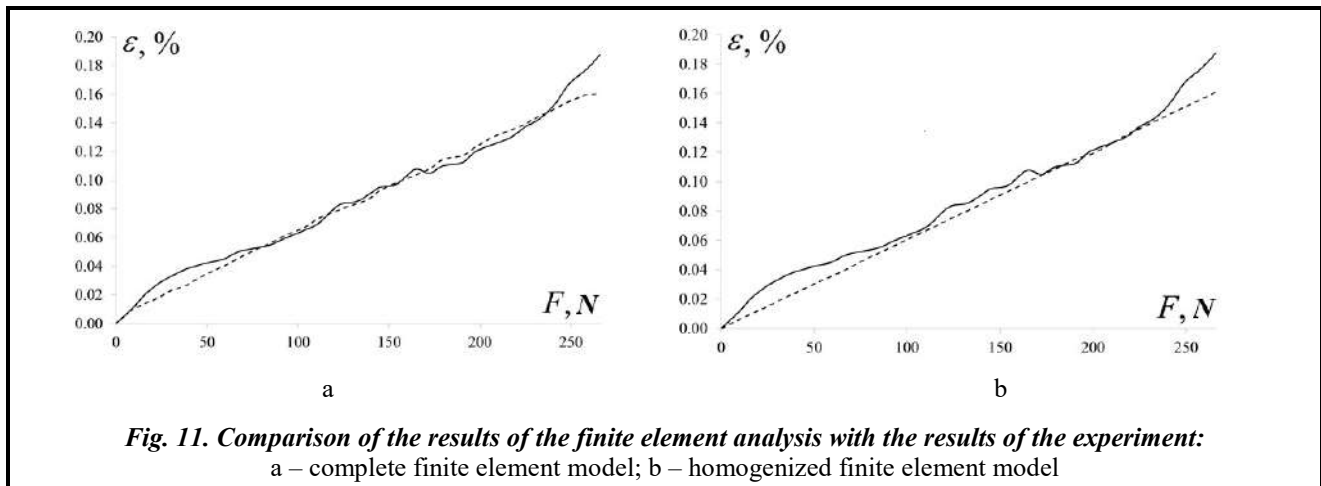 ε, %
0.20
0.18
0.16
0.14
0.12
0.10
0.08
0.06
0.04
0.02
0.00
F, N
0 50 100 150 200 250
a
ε, %
0.20
0.18
0.16
0.14
0.12
0.10
0.08
0.06
0.04
0.02
0.00
F, N
0 50 100 150 200 250
b
Fig. 11. Comparison of the results of the finite element analysis with the results of the experiment:
a – complete finite element model; b – homogenized finite element model